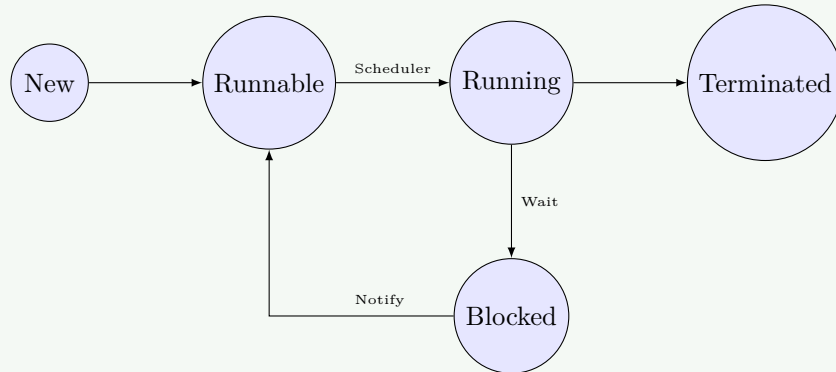 New
Runnable
Scheduler
Running
Terminated
Wait
Notify
Blocked